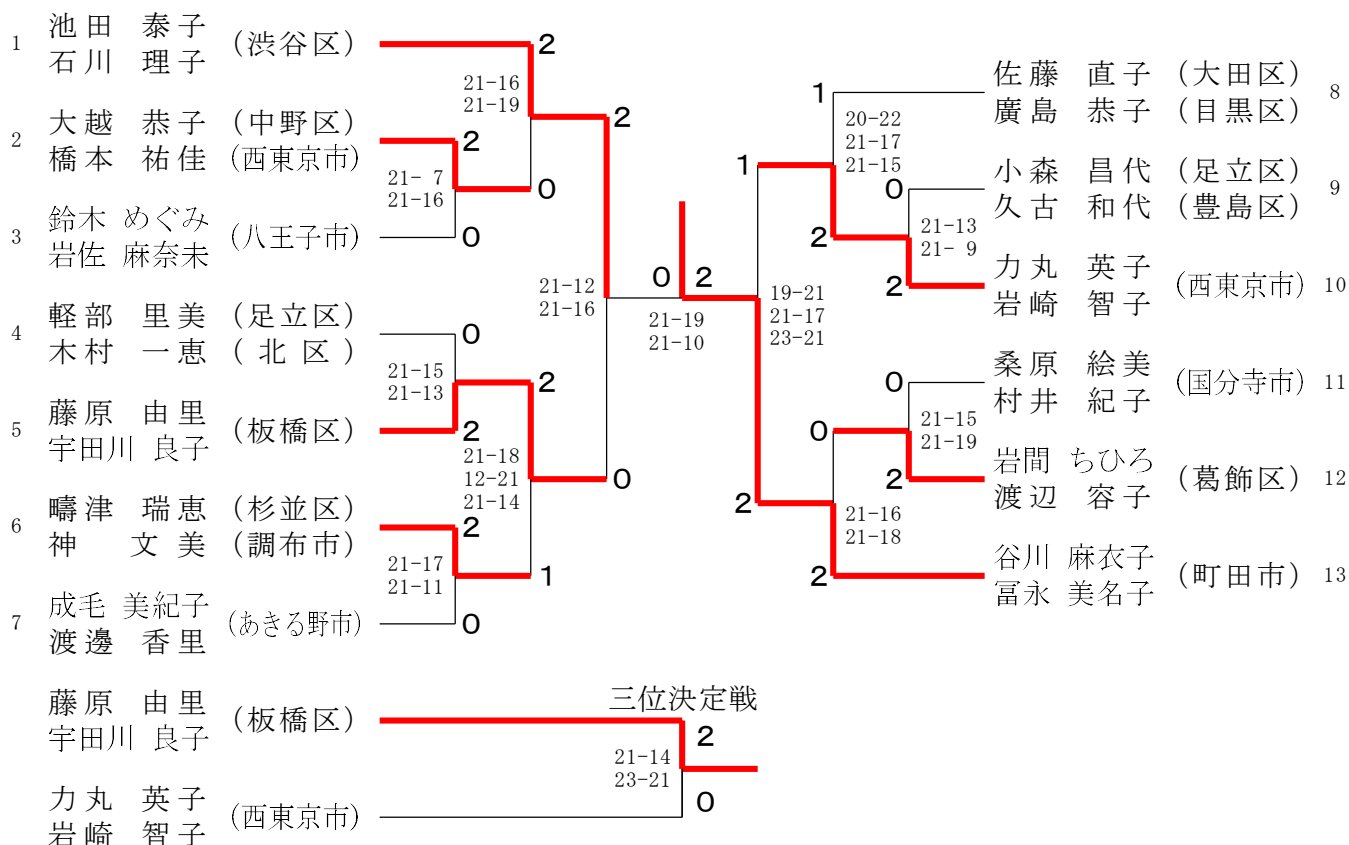 1 池田 泰子 (渋谷区)
石川 理子
2
21-16
21-19
2
2 大越 恭子 (中野区)
橋本 祐佳 (西東京市)
2
21- 7
21-16
0
3 鈴木 めぐみ (八王子市)
岩佐 麻奈未
0
21-12
21-16
4 軽部 里美 (足立区)
木村 一恵 (北区)
0
21-15
21-13
2
5 藤原 由里 (板橋区)
宇田川 良子
2
21-18
12-21
21-14
0
6 疇津 瑞恵 (杉並区)
神 文美 (調布市)
2
21-17
21-11
1
7 成毛 美紀子 (あきる野市)
渡邊 香里
0
0 2
21-19
21-10
佐藤 直子 (大田区) 8
廣島 恭子 (目黒区)
1
20-22
21-17
21-15
1
小森 昌代 (足立区) 9
久古 和代 (豊島区)
0
21-13
21- 9
2
力丸 英子 (西東京市) 10
岩崎 智子
2
19-21
21-17
23-21
桑原 絵美 (国分寺市) 11
村井 紀子
0
21-15
21-19
0
岩間 ちひろ (葛飾区) 12
渡辺 容子
2
2
21-16
21-18
谷川 麻衣子 (町田市) 13
冨永 美名子
2
三位決定戦
藤原 由里 (板橋区)
宇田川 良子
2
21-14
23-21
0
力丸 英子 (西東京市)
岩崎 智子